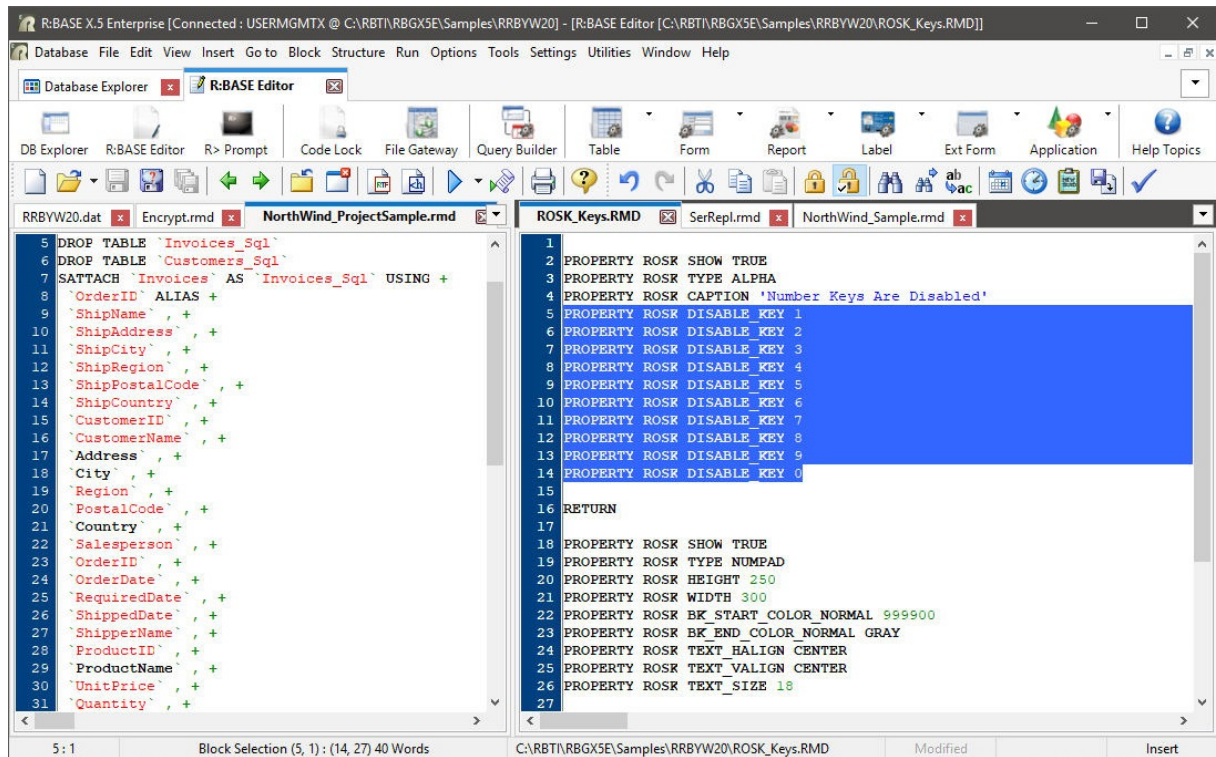 R:BASE X.5 Enterprise [Connected : USERMGMTX @ C:\RBTI\RBGX5E\Samples\RRBYW20] - [R:BASE Editor [C:\RBTI\RBGX5E\Samples\RRBYW20\ROSK_Keys.RMD]]
Database File Edit View Insert Go to Block Structure Run Options Tools Settings Utilities Window Help
Database Explorer x R:BASE Editor
DB Explorer R:BASE Editor R> Prompt Code Lock File Gateway Query Builder Table Form Report Label Ext Form Application Help Topics
RRBYW20.dat x Encrypt.rmd x NorthWind_ProjectSample.rmd
5 DROP TABLE `Invoices_Sql`
6 DROP TABLE `Customers_Sql`
7 SATTACH `Invoices` AS `Invoices_Sql` USING +
8 `OrderID` ALIAS +
9 `ShipName` , +
10 `ShipAddress` , +
11 `ShipCity` , +
12 `ShipRegion` , +
13 `ShipPostalCode` , +
14 `ShipCountry` , +
15 `CustomerID` , +
16 `CustomerName` , +
17 `Address` , +
18 `City` , +
19 `Region` , +
20 `PostalCode` , +
21 `Country` , +
22 `Salesperson` , +
23 `OrderID` , +
24 `OrderDate` , +
25 `RequiredDate` , +
26 `ShippedDate` , +
27 `ShipperName` , +
28 `ProductID` , +
29 `ProductName` , +
30 `UnitPrice` , +
31 `Quantity` , +
ROSK_Keys.RMD SerRepl.rmd x NorthWind_Sample.rmd x
1
2 PROPERTY ROSK SHOW TRUE
3 PROPERTY ROSK TYPE ALPHA
4 PROPERTY ROSK CAPTION 'Number Keys Are Disabled'
5 PROPERTY ROSK DISABLE_KEY 1
6 PROPERTY ROSK DISABLE_KEY 2
7 PROPERTY ROSK DISABLE_KEY 3
8 PROPERTY ROSK DISABLE_KEY 4
9 PROPERTY ROSK DISABLE_KEY 5
10 PROPERTY ROSK DISABLE_KEY 6
11 PROPERTY ROSK DISABLE_KEY 7
12 PROPERTY ROSK DISABLE_KEY 8
13 PROPERTY ROSK DISABLE_KEY 9
14 PROPERTY ROSK DISABLE_KEY 0
15
16 RETURN
17
18 PROPERTY ROSK SHOW TRUE
19 PROPERTY ROSK TYPE NUMPAD
20 PROPERTY ROSK HEIGHT 250
21 PROPERTY ROSK WIDTH 300
22 PROPERTY ROSK BK_START_COLOR_NORMAL 999900
23 PROPERTY ROSK BK_END_COLOR_NORMAL GRAY
24 PROPERTY ROSK TEXT_HALIGN CENTER
25 PROPERTY ROSK TEXT_VALIGN CENTER
26 PROPERTY ROSK TEXT_SIZE 18
27
5 : 1 Block Selection (5, 1) : (14, 27) 40 Words C:\RBTI\RBGX5E\Samples\RRBYW20\ROSK_Keys.RMD Modified Insert